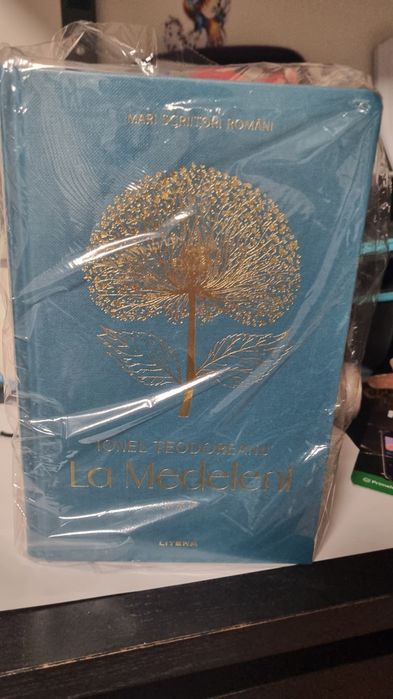 MARI SCRIITORI ROMÂNI
IONEL TEODOREANU
La Medeleni
LITERA